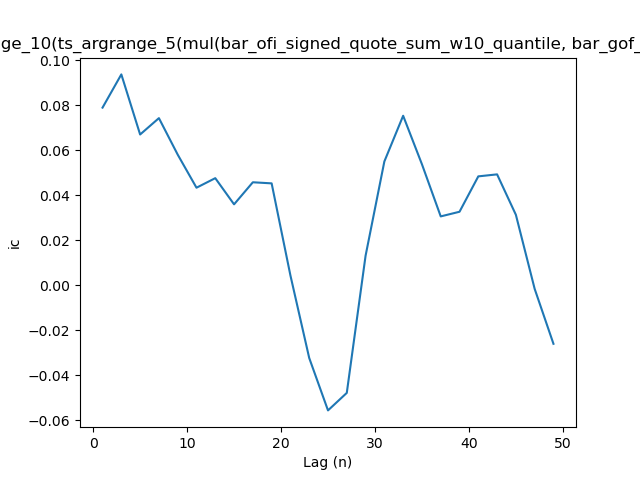 ge_10(ts_argrange_5(mul(bar_ofi_signed_quote_sum_w10_quantile, bar_gof_
0.10
0.08
0.06
0.04
0.02
0.00
−0.02
−0.04
−0.06
ic
0 10 20 30 40 50
Lag (n)